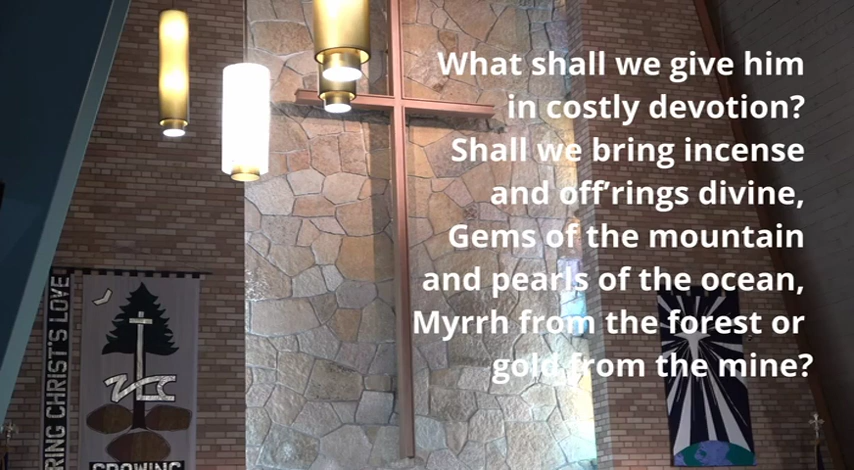 What shall we give him
in costly devotion?
Shall we bring incense
and off’rings divine,
Gems of the mountain
and pearls of the ocean,
Myrrh from the forest or
gold from the mine?
RING CHRIST'S LOVE
GROWING